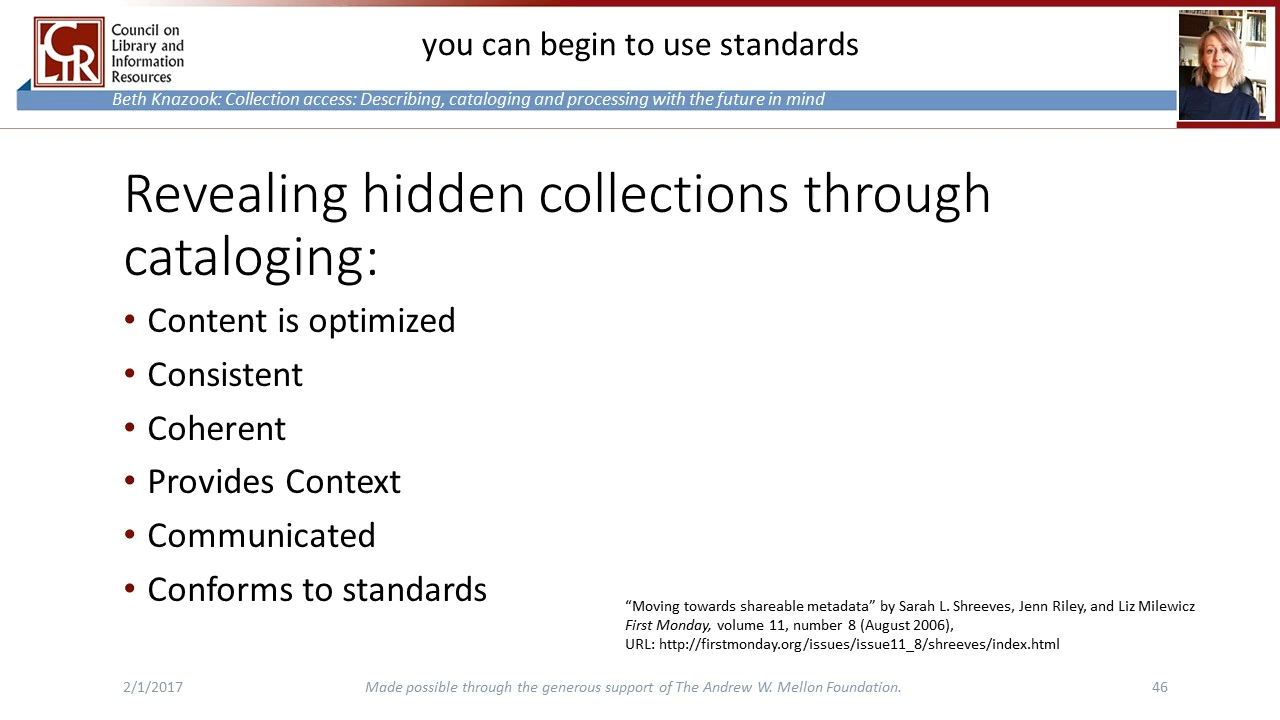 CLIR
Council on
Library and
Information
Resources
you can begin to use standards
Beth Knazook: Collection access: Describing, cataloging and processing with the future in mind
Revealing hidden collections through
cataloging:
• Content is optimized
• Consistent
• Coherent
• Provides Context
• Communicated
• Conforms to standards
“Moving towards shareable metadata” by Sarah L. Shreeves, Jenn Riley, and Liz Milewicz
First Monday, volume 11, number 8 (August 2006),
URL: http://firstmonday.org/issues/issue11_8/shreeves/index.html
2/1/2017
Made possible through the generous support of The Andrew W. Mellon Foundation.
46